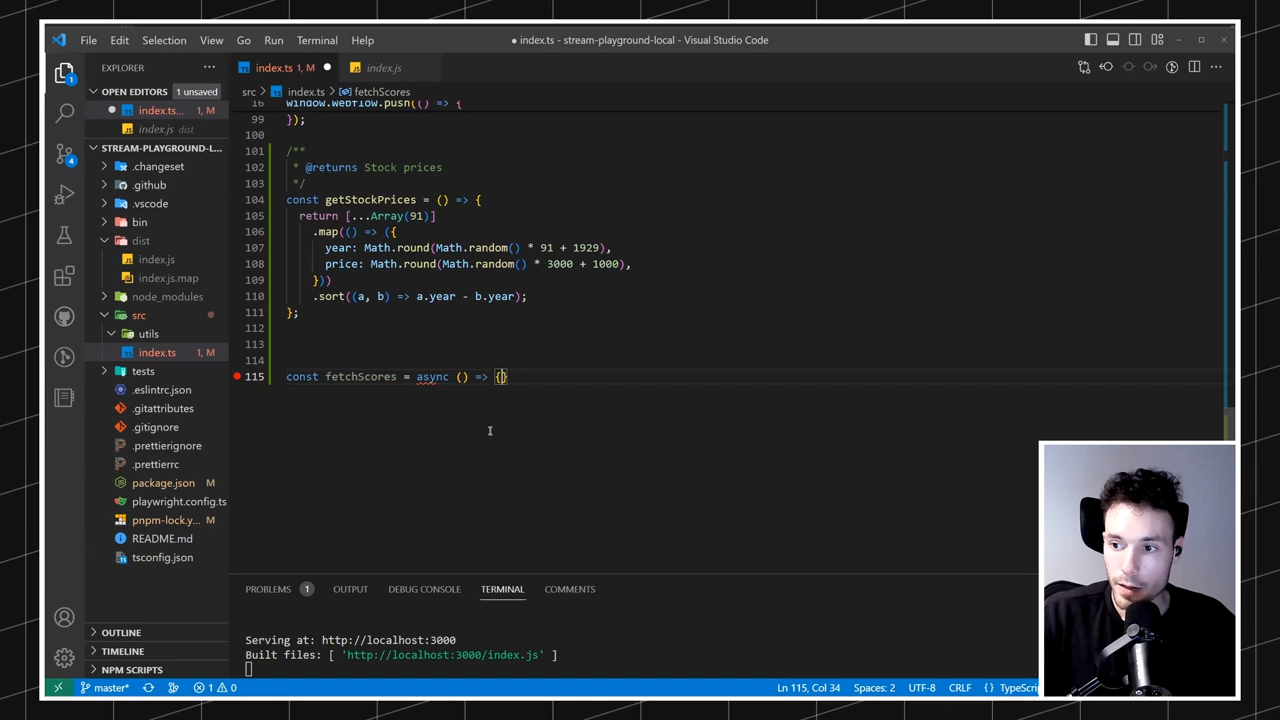 File Edit Selection View Go Run Terminal Help
● index.ts - stream-playground-local - Visual Studio Code
EXPLORER
index.ts 1, M
index.js
OPEN EDITORS 1 unsaved
index.ts... 1, M
index.js dist
STREAM-PLAYGROUND-L...
.changeset
.github
.vscode
bin
dist
index.js
index.js.map
node_modules
src
utils
index.ts 1, M
tests
.eslintrc.json
.gitattributes
.gitignore
.prettierignore
.prettierrc
package.json M
playwright.config.ts
pnpm-lock.y... M
README.md
tsconfig.json
OUTLINE
TIMELINE
NPM SCRIPTS
src > index.ts > fetchScores
16 window.Webflow.push(() => {
99 });
100
101 /**
102 * @returns Stock prices
103 */
104 const getStockPrices = () => {
105 return [...Array(91)]
106 .map(() => ({
107 year: Math.round(Math.random() * 91 + 1929),
108 price: Math.round(Math.random() * 3000 + 1000),
109 }))
110 .sort((a, b) => a.year - b.year);
111 };
112
113
114
115 const fetchScores = async () => {}
PROBLEMS 1 OUTPUT DEBUG CONSOLE TERMINAL COMMENTS
Serving at: http://localhost:3000
Built files: [ 'http://localhost:3000/index.js' ]
1
4
master* 1 0
Ln 115, Col 34 Spaces: 2 UTF-8 CRLF {} TypeScri